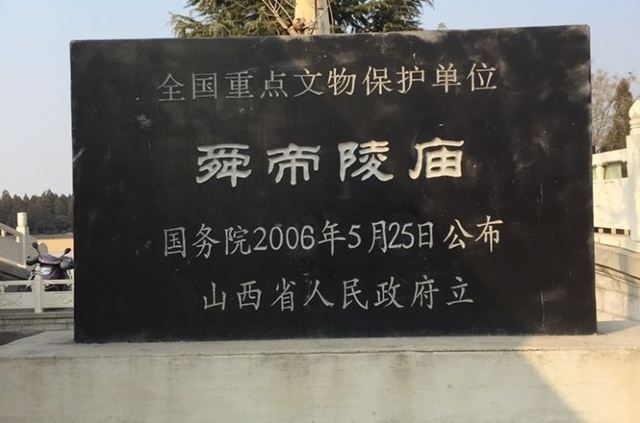 全国重点文物保护单位
舜帝陵庙
国务院2006年5月25日公布
山西省人民政府立